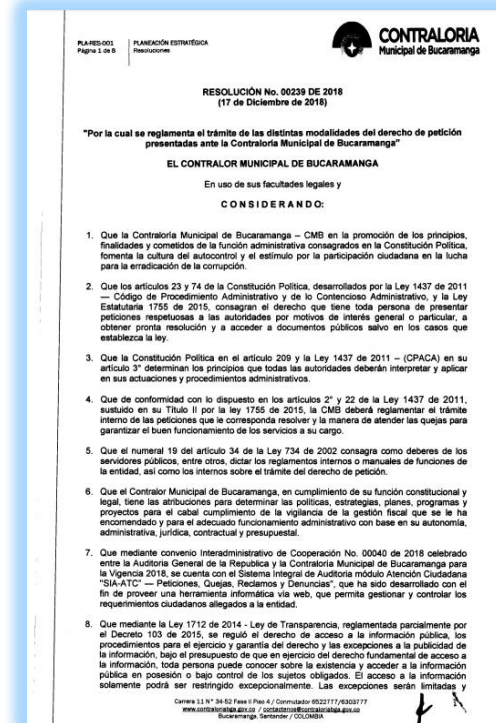 PLA-RES-001
Página 1 de 8
PLANEACIÓN ESTRATÉGICA
Resoluciones
CONTRALORIA
Municipal de Bucaramanga
RESOLUCIÓN No. 00239 DE 2018
(17 de Diciembre de 2018)
"Por la cual se reglamenta el trámite de las distintas modalidades del derecho de petición
presentadas ante la Contraloría Municipal de Bucaramanga"
EL CONTRALOR MUNICIPAL DE BUCARAMANGA
En uso de sus facultades legales y
CONSIDERANDO:
1. Que la Contraloría Municipal de Bucaramanga – CMB en la promoción de los principios,
finalidades y cometidos de la función administrativa consagrados en la Constitución Política,
fomenta la cultura del autocontrol y el estímulo por la participación ciudadana en la lucha
para la erradicación de la corrupción.
2. Que los artículos 23 y 74 de la Constitución Política, desarrollados por la Ley 1437 de 2011
— Código de Procedimiento Administrativo y de lo Contencioso Administrativo, y la Ley
Estatutaria 1755 de 2015, consagran el derecho que tiene toda persona de presentar
peticiones respetuosas a las autoridades por motivos de interés general o particular, a
obtener pronta resolución y a acceder a documentos públicos salvo en los casos que
establezca la ley.
3. Que la Constitución Política en el artículo 209 y la Ley 1437 de 2011 – (CPACA) en su
artículo 3° determinan los principios que todas las autoridades deberán interpretar y aplicar
en sus actuaciones y procedimientos administrativos.
4. Que de conformidad con lo dispuesto en los artículos 2° y 22 de la Ley 1437 de 2011,
sustuido en su Título II por la ley 1755 de 2015, la CMB deberá reglamentar el trámite
interno de las peticiones que le corresponda resolver y la manera de atender las quejas para
garantizar el buen funcionamiento de los servicios a su cargo.
5. Que el numeral 19 del artículo 34 de la Ley 734 de 2002 consagra como deberes de los
servidores públicos, entre otros, dictar los reglamentos internos o manuales de funciones de
la entidad, así como los internos sobre el trámite del derecho de petición.
6. Que el Contralor Municipal de Bucaramanga, en cumplimiento de su función constitucional y
legal, tiene las atribuciones para determinar las políticas, estrategias, planes, programas y
proyectos para el cabal cumplimiento de la vigilancia de la gestión fiscal que se le ha
encomendado y para el adecuado funcionamiento administrativo con base en su autonomía,
administrativa, jurídica, contractual y presupuestal.
7. Que mediante convenio Interadministrativo de Cooperación No. 00040 de 2018 celebrado
entre la Auditoria General de la Republica y la Contraloría Municipal de Bucaramanga para
la Vigencia 2018, se cuenta con el Sistema Integral de Auditoria módulo Atención Ciudadana
"SIA-ATC" — Peticiones, Quejas, Reclamos y Denuncias", que ha sido desarrollado con el
fin de proveer una herramienta informática vía web, que permita gestionar y controlar los
requerimientos ciudadanos allegados a la entidad.
8. Que mediante la Ley 1712 de 2014 - Ley de Transparencia, reglamentada parcialmente por
el Decreto 103 de 2015, se reguló el derecho de acceso a la información pública, los
procedimientos para el ejercicio y garantía del derecho y las excepciones a la publicidad de
la información, bajo el presupuesto de que en ejercicio del derecho fundamental de acceso a
la información, toda persona puede conocer sobre la existencia y acceder a la información
pública en posesión o bajo control de los sujetos obligados. El acceso a la información
solamente podrá ser restringido excepcionalmente. Las excepciones serán limitadas y
Carrera 11 N° 34-52 Fase II Piso 4 / Conmutador 6522777/6303777
www.contraloriabga.gov.co / contactenos@contraloriabga.gov.co
Bucaramanga, Santander / COLOMBIA